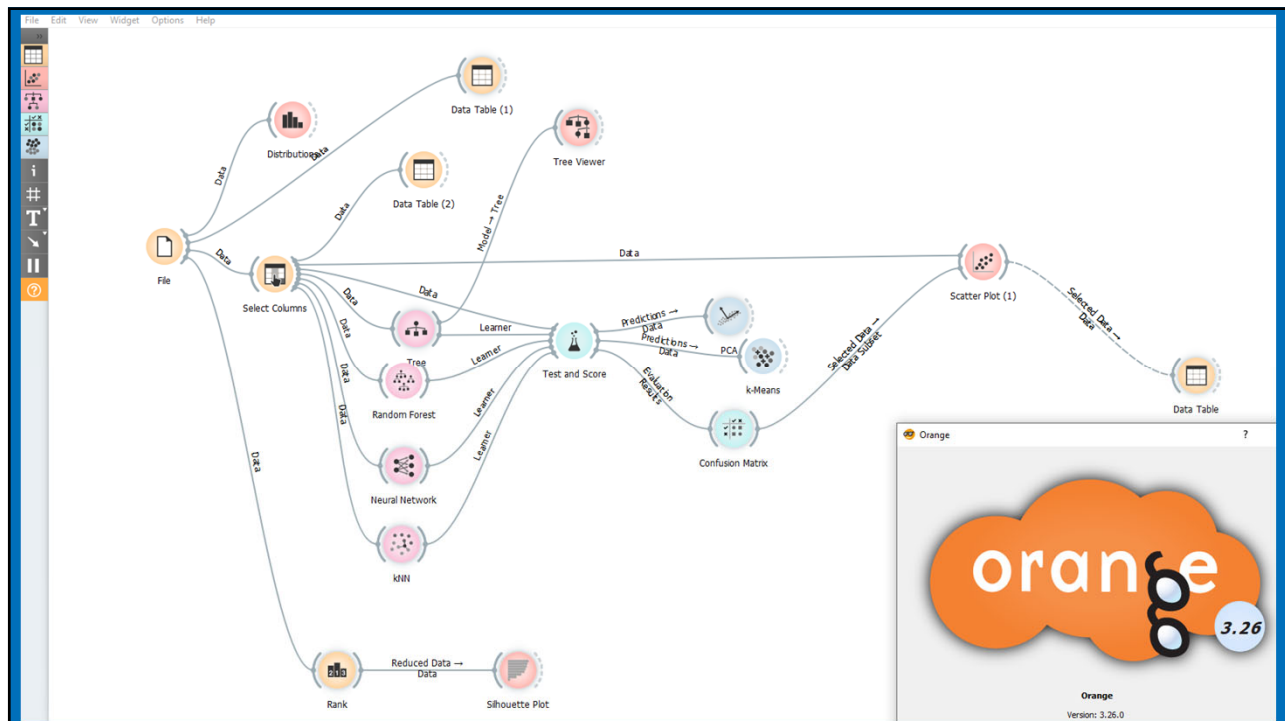 File Edit View Widget Options Help
Data Table (1)
Distributions
Data
Data
Tree Viewer
Data Table (2)
Data
Model → Tree
File
Data
Select Columns
Data
Scatter Plot (1)
Data
Data
Tree
Learner
Predictions →
Data
PCA
Predictions →
Data
k-Means
Test and Score
Selected Data →
Data Subset
Selected Data →
Data
Data Table
Data
Random Forest
Learner
Evaluation
Results
Confusion Matrix
Data
Data
Learner
Learner
Neural Network
Data
kNN
Rank
Reduced Data →
Data
Silhouette Plot
Orange
?
orange
3.26
Orange
Version: 3.26.0